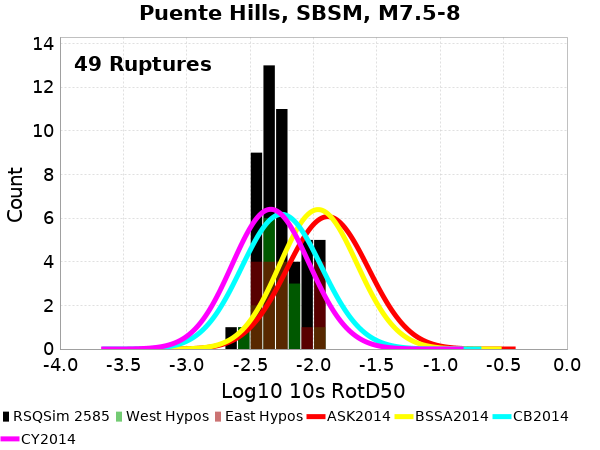 Puente Hills, SBSM, M7.5-8
49 Ruptures
14
12
10
8
6
4
2
0
Count
-4.0 -3.5 -3.0 -2.5 -2.0 -1.5 -1.0 -0.5 0.0
Log10 10s RotD50
RSQSim 2585 West Hypos East Hypos ASK2014 BSSA2014 CB2014
CY2014